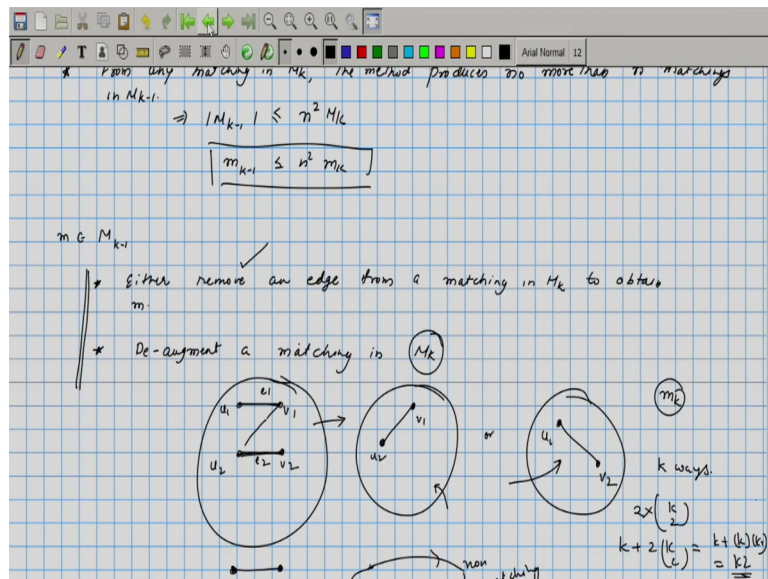 Arial Normal 12
* From any matching in Mk, the method produces no more than n² matchings
in Mk-1.
⇒ |Mk-1| ≤ n² Mk
mk-1 ≤ n² mk
m ∈ Mk-1
* Either remove an edge from a matching in Mk to obtain
m.
* De-augment a matching in Mk
e1
u1 v1
u2 e2 v2
v1
u2
or
u1
v2
mk
k ways.
2×(k 2)
k + 2(k 2) = k + (k)(k-1)
= k2
non
matching